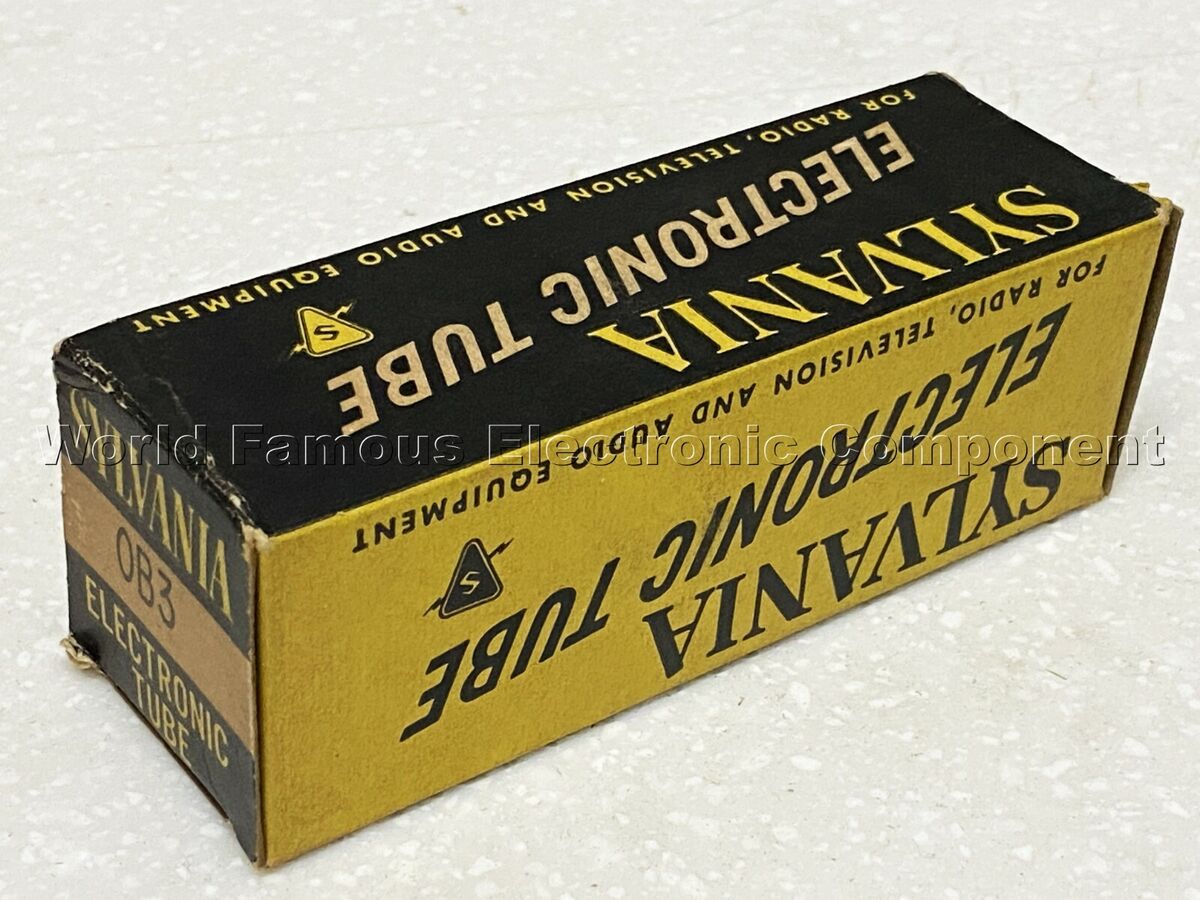 FOR RADIO, TELEVISION AND AUDIO EQUIPMENT
ELECTRONIC TUBE
SYLVANIA
S
FOR RADIO, TELEVISION AND AUDIO EQUIPMENT
ELECTRONIC TUBE
SYLVANIA
S
SYLVANIA
OB3
ELECTRONIC
TUBE
World Famous Electronic Component